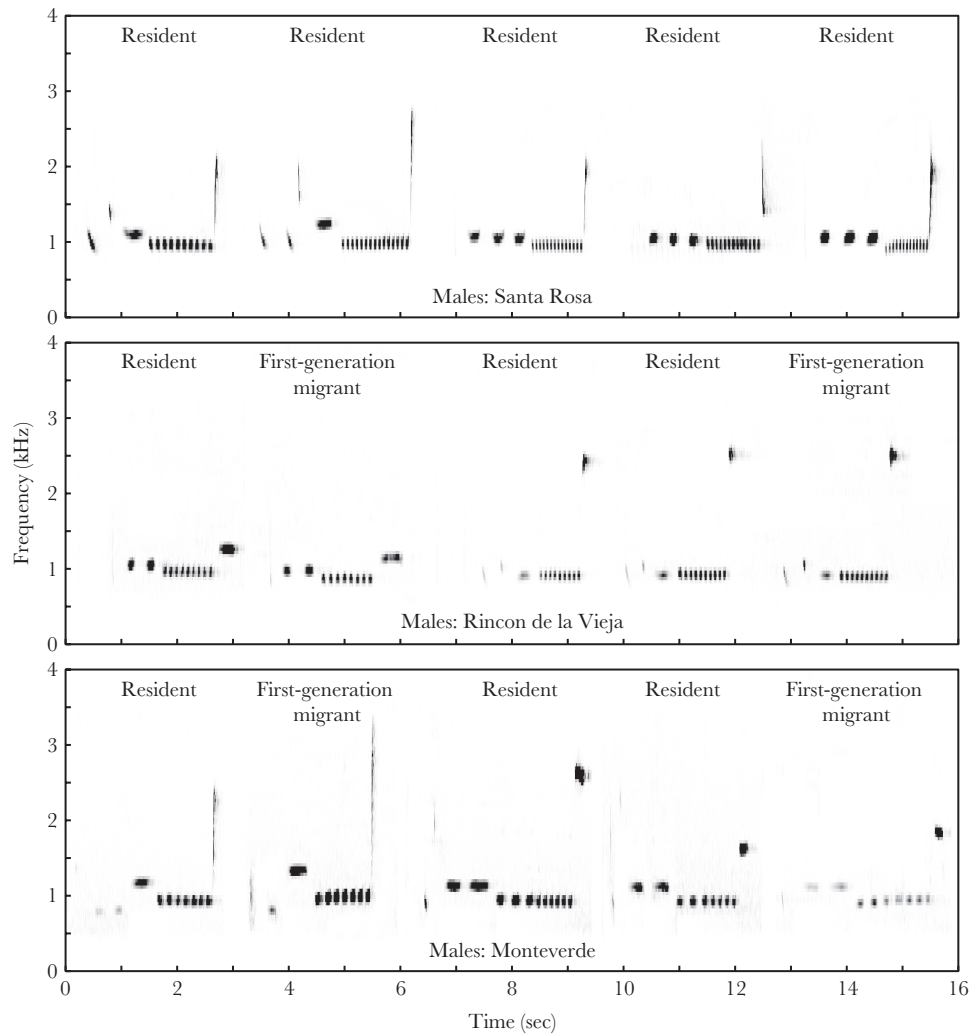 4
Resident Resident Resident Resident Resident
3
2
1
Males: Santa Rosa
0
4
Resident First-generation Resident Resident First-generation
migrant migrant
3
Frequency (kHz)
2
1
Males: Rincon de la Vieja
0
4
Resident First-generation Resident Resident First-generation
migrant migrant
3
2
1
Males: Monteverde
0
0 2 4 6 8 10 12 14 16
Time (sec)